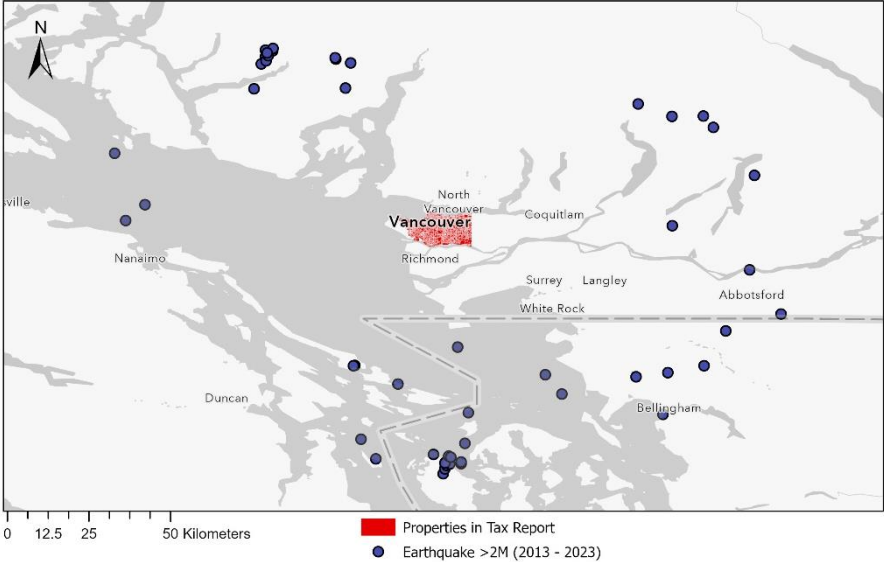 N
North
Vancouver
Vancouver
Coquitlam
sville
Richmond
Nanaimo
Surrey
Langley
Abbotsford
White Rock
Duncan
Bellingham
0 12.5 25 50 Kilometers
Properties in Tax Report
Earthquake >2M (2013 - 2023)